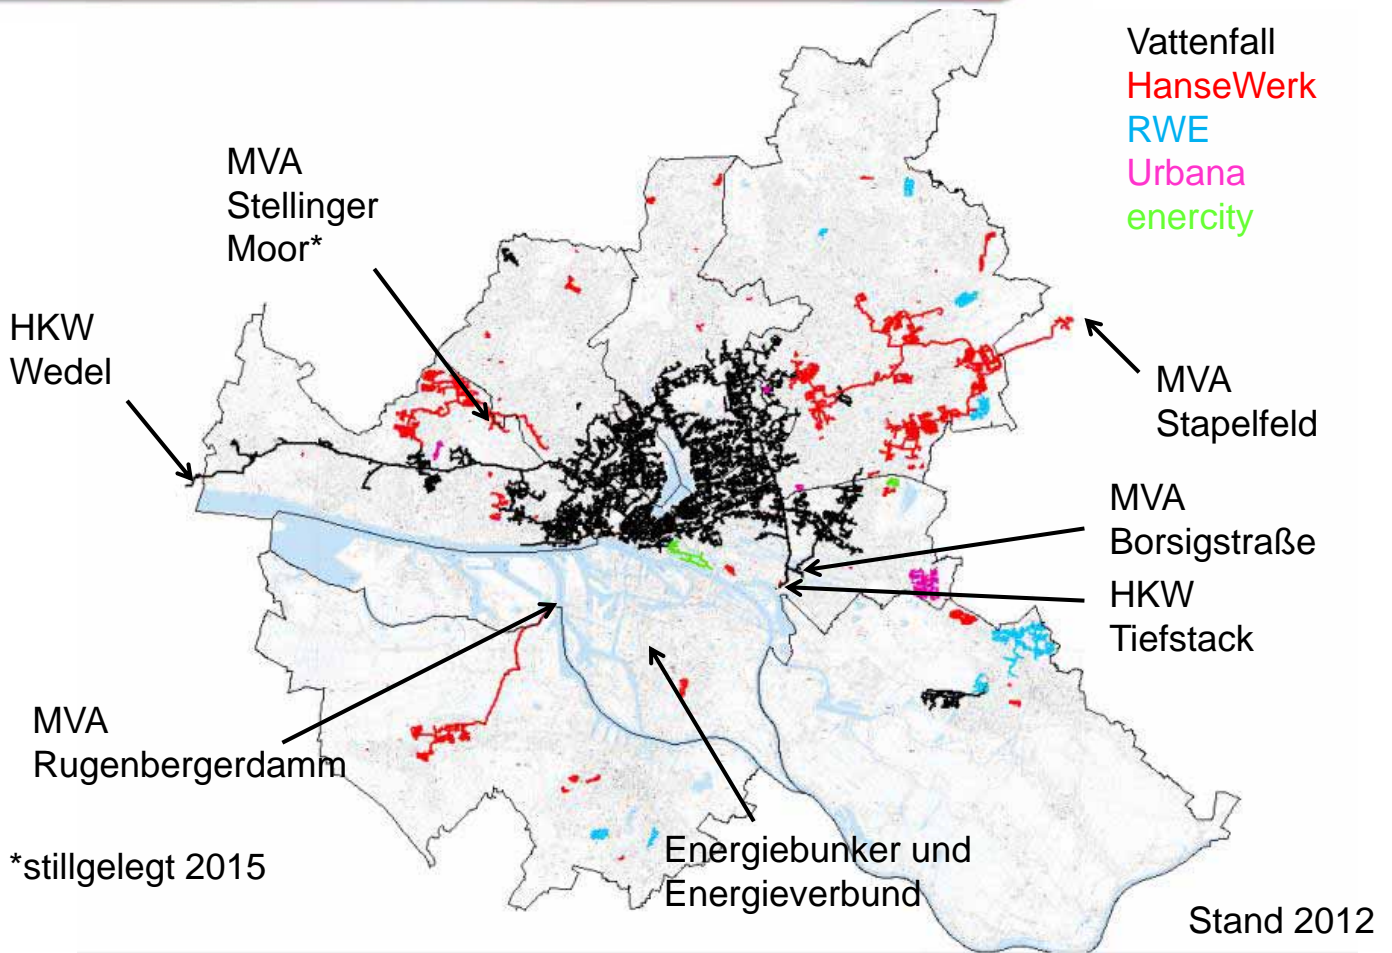 Vattenfall
HanseWerk
RWE
Urbana
enercity
MVA
Stellinger
Moor*
HKW
Wedel
MVA
Stapelfeld
MVA
Borsigstraße
HKW
Tiefstack
MVA
Rugenbergerdamm
Energiebunker und
Energieverbund
*stillgelegt 2015
Stand 2012